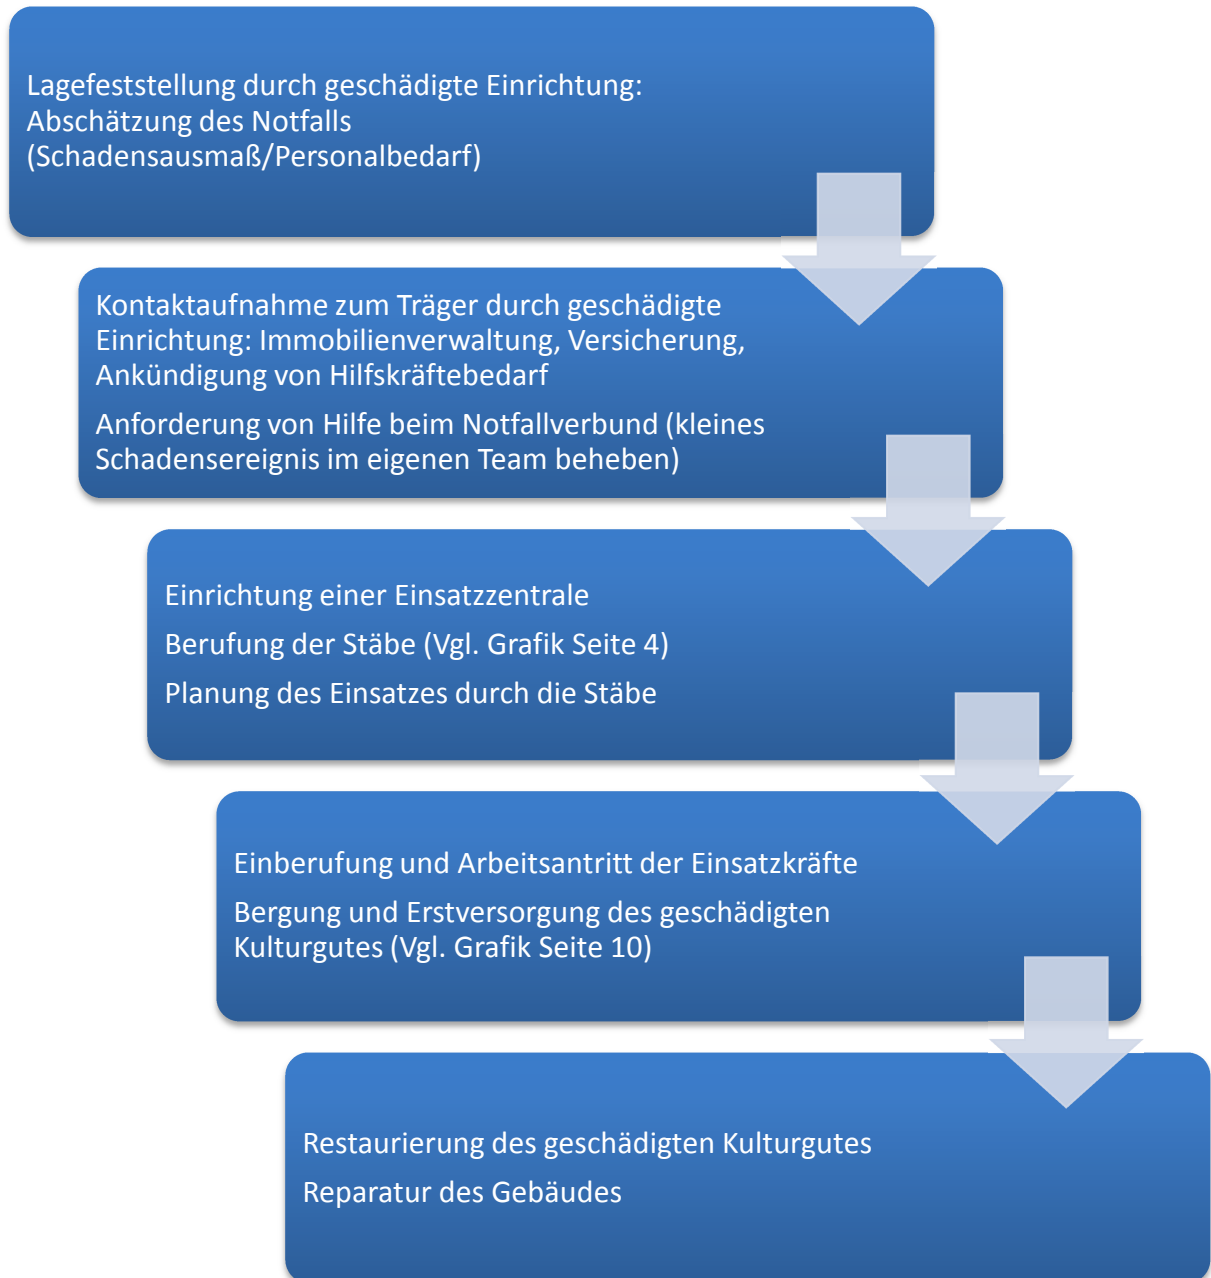 Lagefeststellung durch geschädigte Einrichtung:
Abschätzung des Notfalls
(Schadensausmaß/Personalbedarf)
Kontaktaufnahme zum Träger durch geschädigte
Einrichtung: Immobilienverwaltung, Versicherung,
Ankündigung von Hilfskräftebedarf
Anforderung von Hilfe beim Notfallverbund (kleines
Schadensereignis im eigenen Team beheben)
Einrichtung einer Einsatzzentrale
Berufung der Stäbe (Vgl. Grafik Seite 4)
Planung des Einsatzes durch die Stäbe
Einberufung und Arbeitsantritt der Einsatzkräfte
Bergung und Erstversorgung des geschädigten
Kulturgutes (Vgl. Grafik Seite 10)
Restaurierung des geschädigten Kulturgutes
Reparatur des Gebäudes